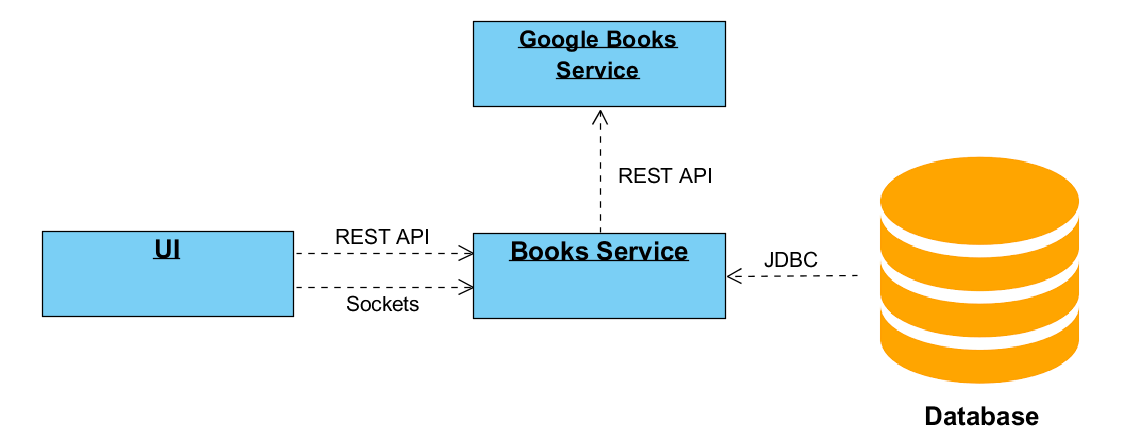 Google Books
Service
REST API
UI
REST API
Books Service
JDBC
Sockets
Database